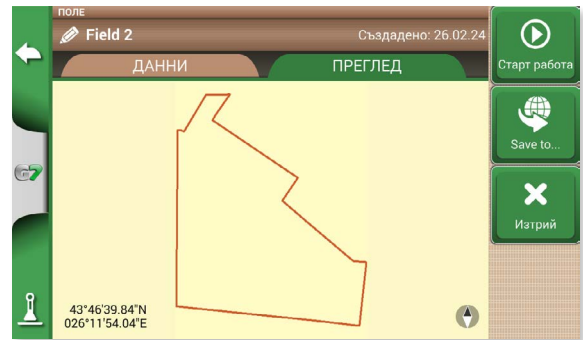 ПОЛЕ
Field 2
Създадено: 26.02.24
ДАННИ
ПРЕГЛЕД
43°46'39.84"N
026°11'54.04"E
G7
Старт работа
Save to...
Изтрий